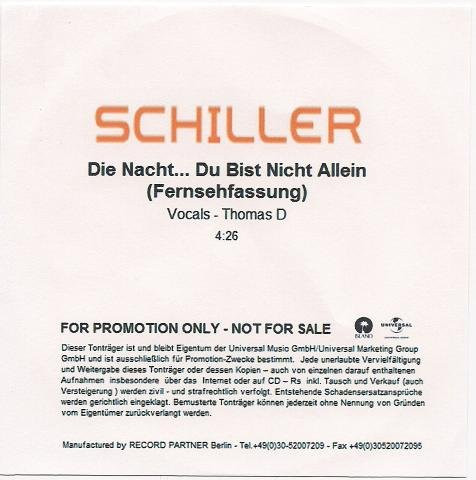 SCHILLER
Die Nacht... Du Bist Nicht Allein
(Fernsehfassung)
Vocals - Thomas D
4:26
FOR PROMOTION ONLY - NOT FOR SALE
ISLAND
UNIVERSAL
Dieser Tonträger ist und bleibt Eigentum der Universal Music GmbH/Universal Marketing Group
GmbH und ist ausschließlich für Promotion-Zwecke bestimmt. Jede unerlaubte Vervielfältigung
und Weitergabe dieses Tonträger oder dessen Kopien – auch von einzelnen darauf enthaltenen
Aufnahmen insbesondere über das Internet oder auf CD – Rs inkl. Tausch und Verkauf (auch
Versteigerung ) werden zivil - und strafrechtlich verfolgt. Entstehende Schadensersatzansprüche
werden gerichtlich eingeklagt. Bemusterte Tonträger können jederzeit ohne Nennung von Gründen
vom Eigentümer zurückverlangt werden.
Manufactured by RECORD PARTNER Berlin - Tel.+49(0)30-52007209 - Fax +49(0)30520072095